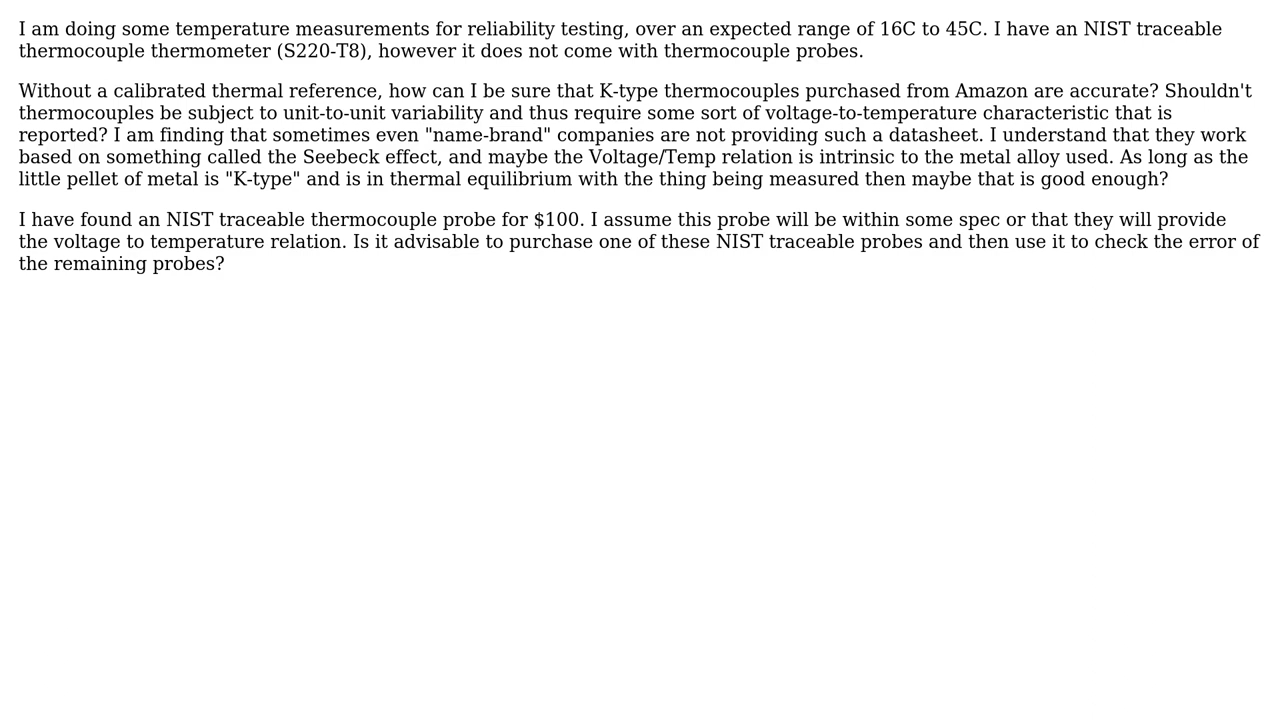 I am doing some temperature measurements for reliability testing, over an expected range of 16C to 45C. I have an NIST traceable
thermocouple thermometer (S220-T8), however it does not come with thermocouple probes.
Without a calibrated thermal reference, how can I be sure that K-type thermocouples purchased from Amazon are accurate? Shouldn't
thermocouples be subject to unit-to-unit variability and thus require some sort of voltage-to-temperature characteristic that is
reported? I am finding that sometimes even "name-brand" companies are not providing such a datasheet. I understand that they work
based on something called the Seebeck effect, and maybe the Voltage/Temp relation is intrinsic to the metal alloy used. As long as the
little pellet of metal is "K-type" and is in thermal equilibrium with the thing being measured then maybe that is good enough?
I have found an NIST traceable thermocouple probe for $100. I assume this probe will be within some spec or that they will provide
the voltage to temperature relation. Is it advisable to purchase one of these NIST traceable probes and then use it to check the error of
the remaining probes?